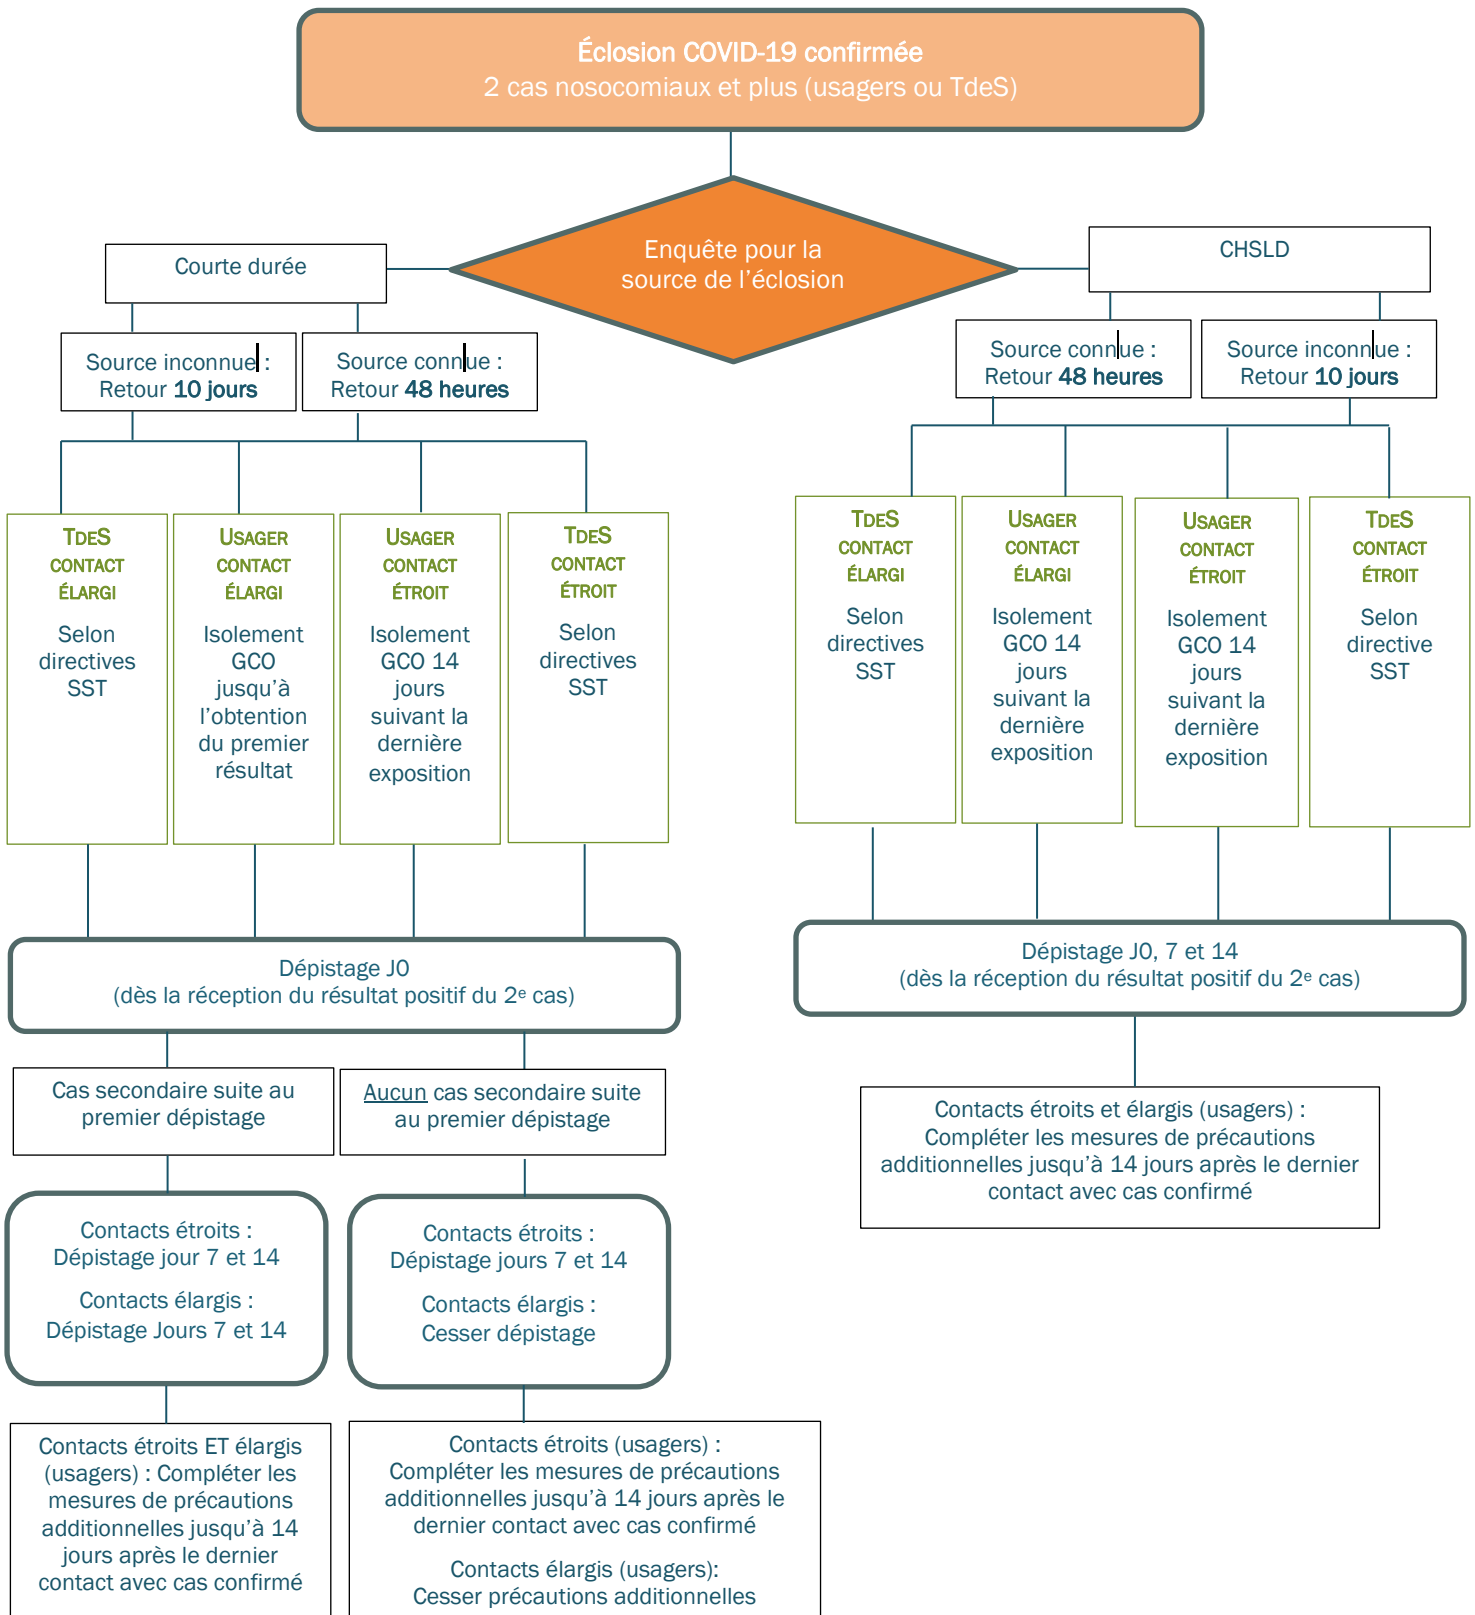 Éclosion COVID-19 confirmée
2 cas nosocomiaux et plus (usagers ou TdeS)
Enquête pour la
source de l'éclosion
Courte durée
Source inconnue :
Retour 10 jours
Source connue :
Retour 48 heures
CHSLD
Source connue :
Retour 48 heures
Source inconnue :
Retour 10 jours
TDES
CONTACT
ÉLARGI
Selon
directives
SST
USAGER
CONTACT
ÉLARGI
Isolement
GCO
jusqu'à
l'obtention
du premier
résultat
USAGER
CONTACT
ÉTROIT
Isolement
GCO 14
jours
suivant la
dernière
exposition
TDES
CONTACT
ÉTROIT
Selon
directives
SST
TDES
CONTACT
ÉLARGI
Selon
directives
SST
USAGER
CONTACT
ÉLARGI
Isolement
GCO 14
jours
suivant la
dernière
exposition
USAGER
CONTACT
ÉTROIT
Isolement
GCO 14
jours
suivant la
dernière
exposition
TDES
CONTACT
ÉTROIT
Selon
directive
SST
Dépistage J0
(dès la réception du résultat positif du 2e cas)
Dépistage J0, 7 et 14
(dès la réception du résultat positif du 2e cas)
Cas secondaire suite au
premier dépistage
Aucun cas secondaire suite
au premier dépistage
Contacts étroits et élargis (usagers) :
Compléter les mesures de précautions
additionnelles jusqu'à 14 jours après le dernier
contact avec cas confirmé
Contacts étroits :
Dépistage jour 7 et 14
Contacts élargis :
Dépistage Jours 7 et 14
Contacts étroits :
Dépistage jours 7 et 14
Contacts élargis :
Cesser dépistage
Contacts étroits ET élargis
(usagers) : Compléter les
mesures de précautions
additionnelles jusqu'à 14
jours après le dernier
contact avec cas confirmé
Contacts étroits (usagers) :
Compléter les mesures de précautions
additionnelles jusqu'à 14 jours après le
dernier contact avec cas confirmé
Contacts élargis (usagers):
Cesser précautions additionnelles